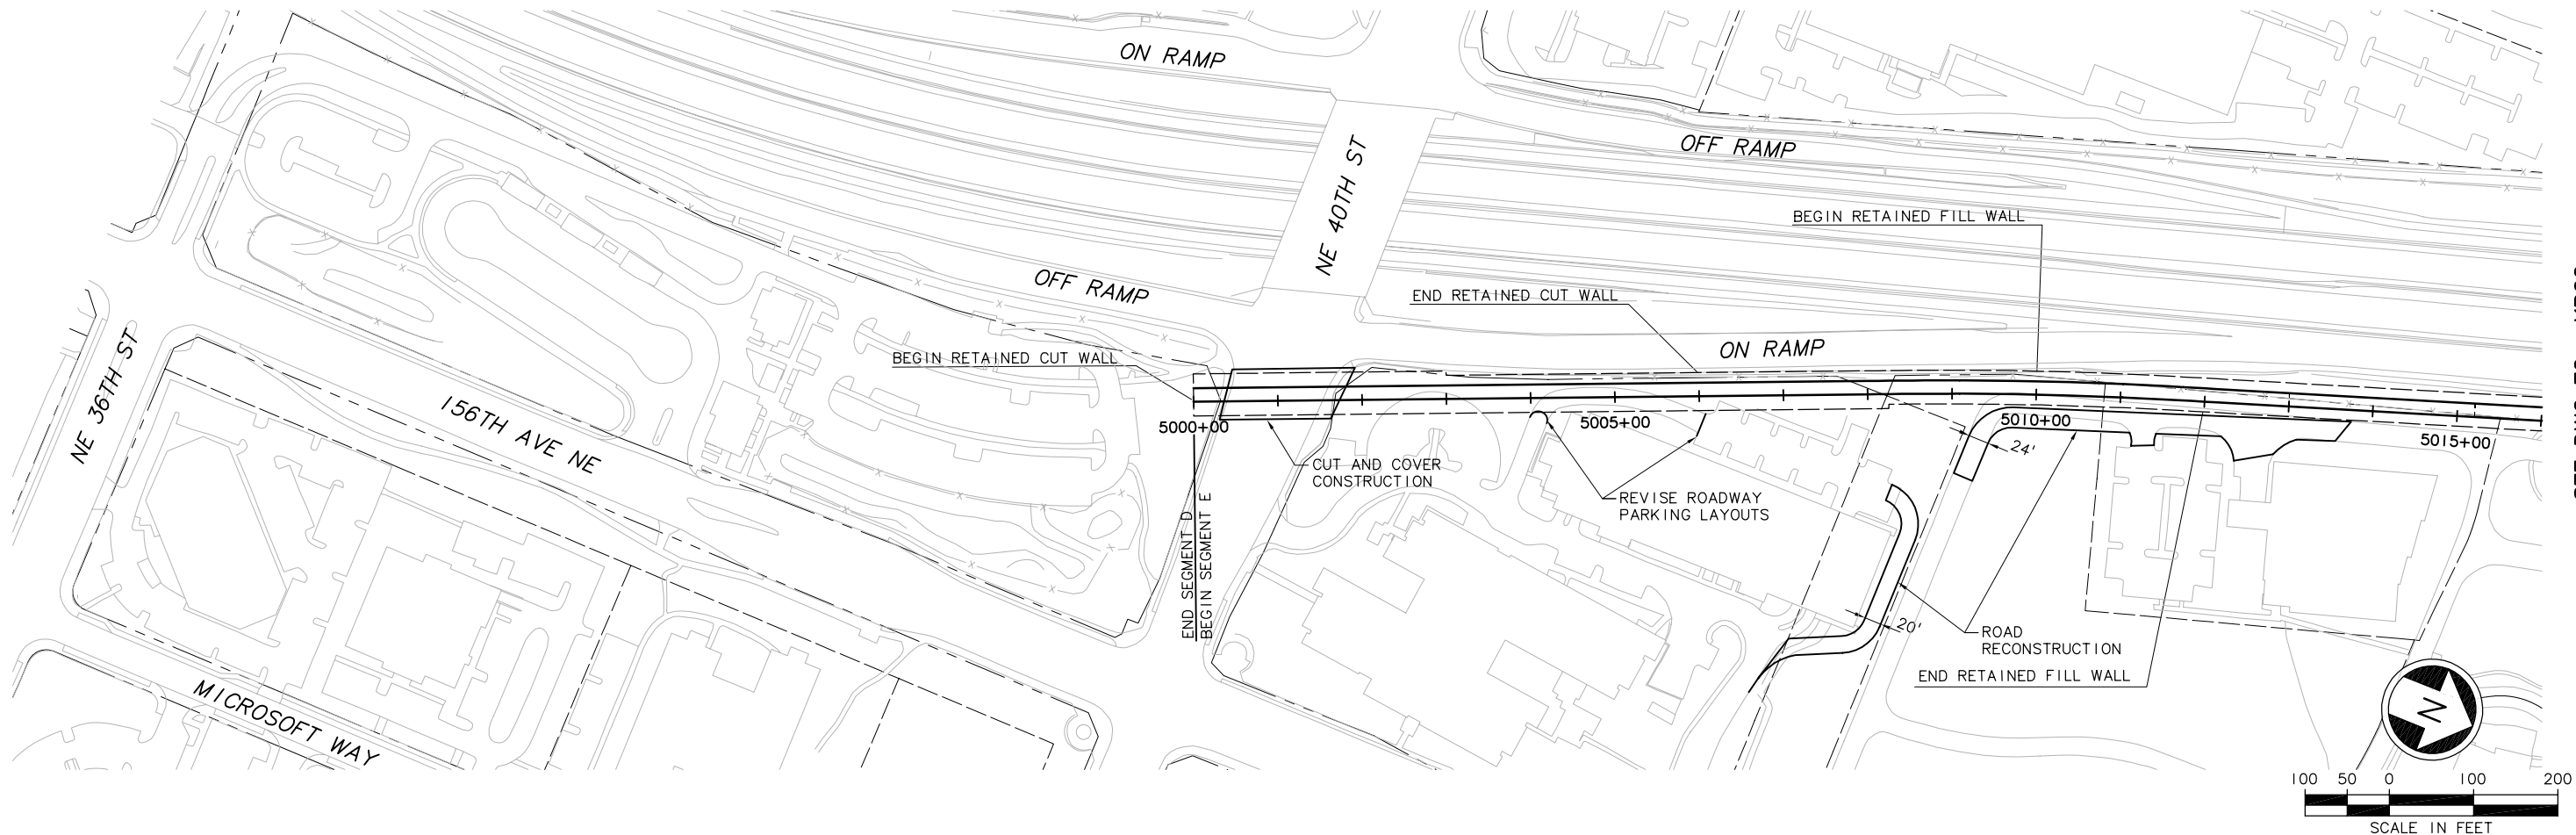 ON RAMP
OFF RAMP
NE 40TH ST
BEGIN RETAINED FILL WALL
OFF RAMP
END RETAINED CUT WALL
ON RAMP
BEGIN RETAINED CUT WALL
NE 36TH ST
156TH AVE NE
5000+00
5005+00
5010+00
5015+00
24'
CUT AND COVER
CONSTRUCTION
REVISE ROADWAY
PARKING LAYOUTS
END SEGMENT D
BEGIN SEGMENT E
20'
ROAD
RECONSTRUCTION
END RETAINED FILL WALL
MICROSOFT WAY
N
100 50 0 100 200
SCALE IN FEET